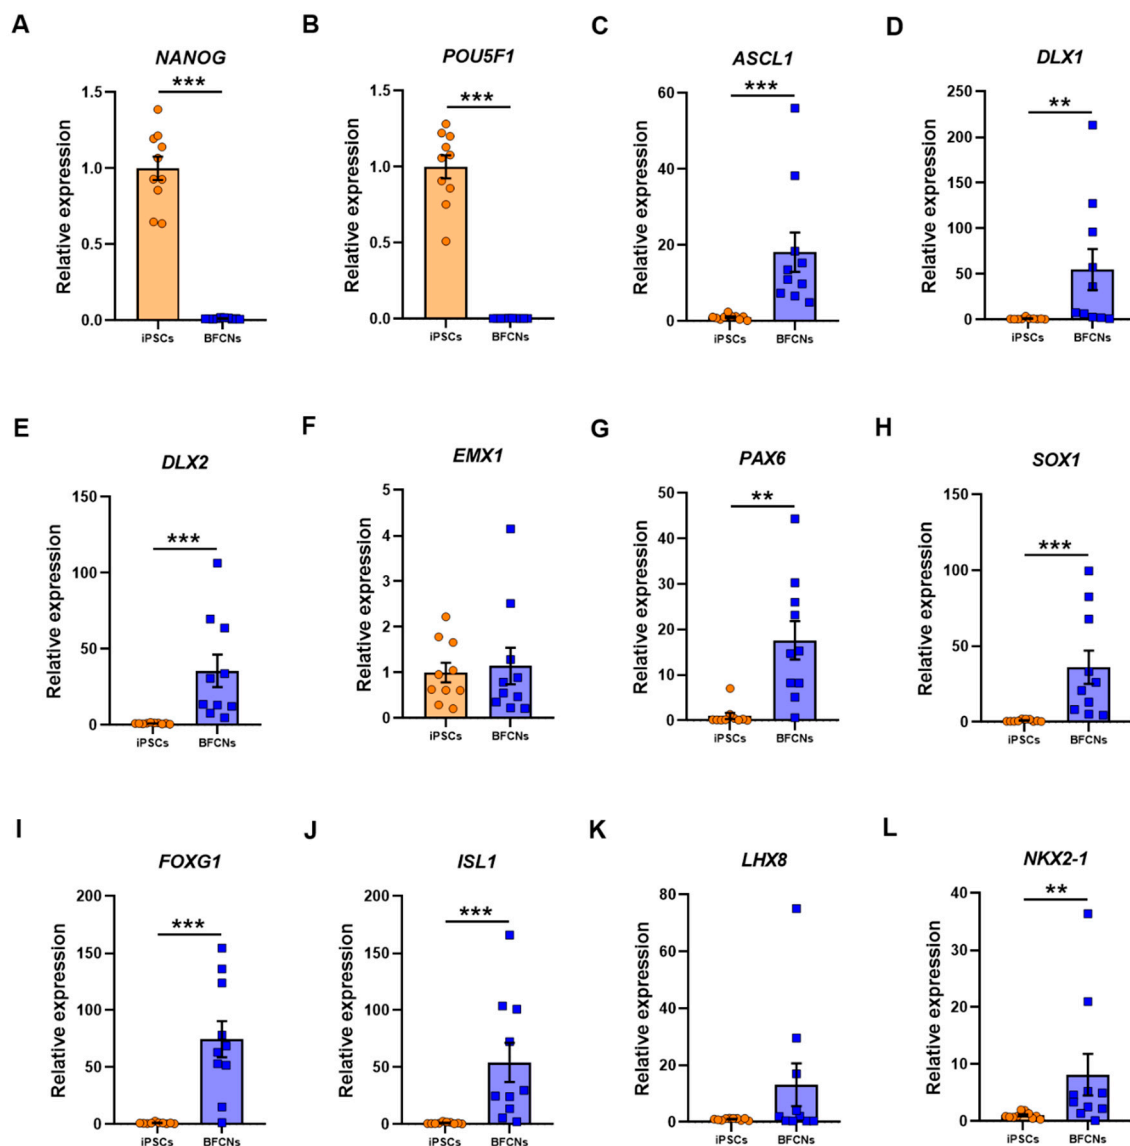 A
NANOG
***
Relative expression
1.5
1.0
0.5
0.0
iPSCs BFCNs
B
POU5F1
***
Relative expression
1.5
1.0
0.5
0.0
iPSCs BFCNs
C
ASCL1
***
Relative expression
60
40
20
0
iPSCs BFCNs
D
DLX1
**
Relative expression
250
200
150
100
50
0
iPSCs BFCNs
E
DLX2
***
Relative expression
150
100
50
0
iPSCs BFCNs
F
EMX1
Relative expression
5
4
3
2
1
0
iPSCs BFCNs
G
PAX6
**
Relative expression
50
40
30
20
10
0
iPSCs BFCNs
H
SOX1
***
Relative expression
150
100
50
0
iPSCs BFCNs
I
FOXG1
***
Relative expression
200
150
100
50
0
iPSCs BFCNs
J
ISL1
***
Relative expression
200
150
100
50
0
iPSCs BFCNs
K
LHX8
Relative expression
80
60
40
20
0
iPSCs BFCNs
L
NKX2-1
**
Relative expression
40
30
20
10
0
iPSCs BFCNs